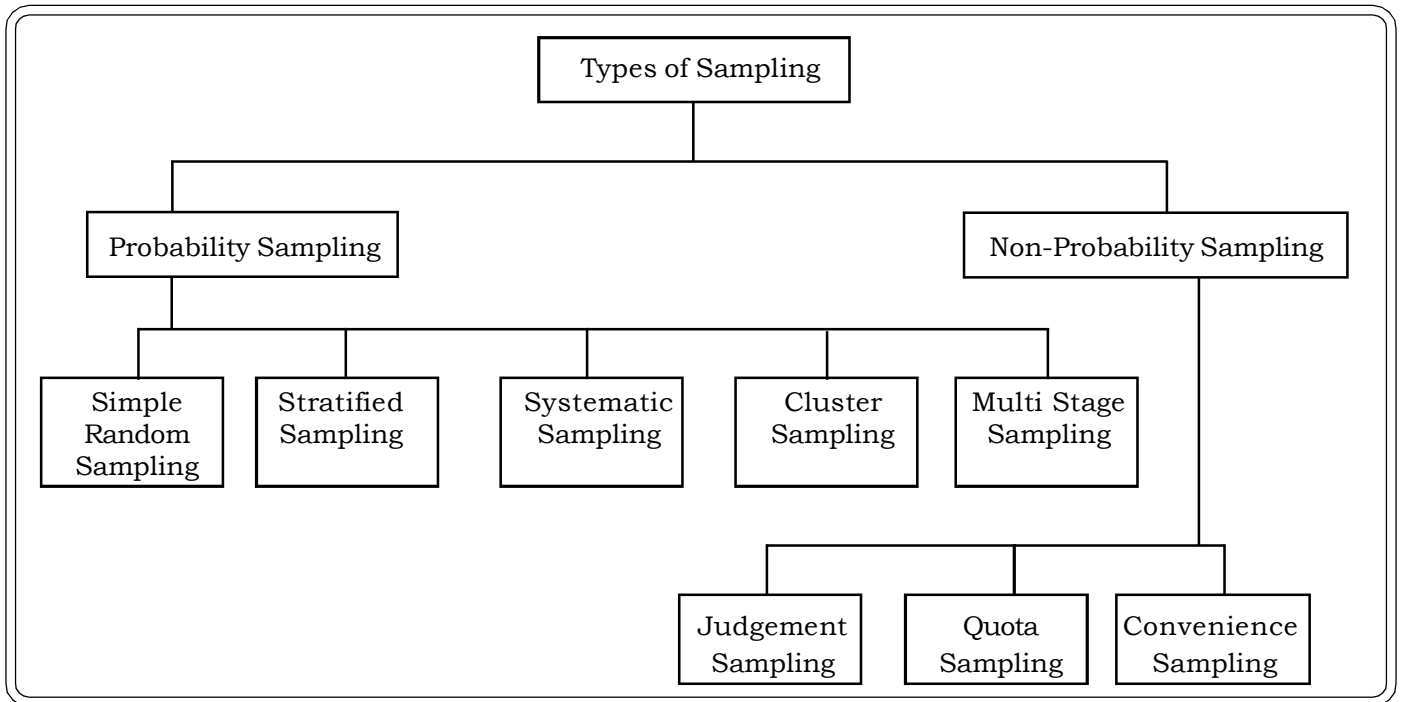 Types of Sampling
Probability Sampling
Non-Probability Sampling
Simple
Random
Sampling
Stratified
Sampling
Systematic
Sampling
Cluster
Sampling
Multi Stage
Sampling
Judgement
Sampling
Quota
Sampling
Convenience
Sampling